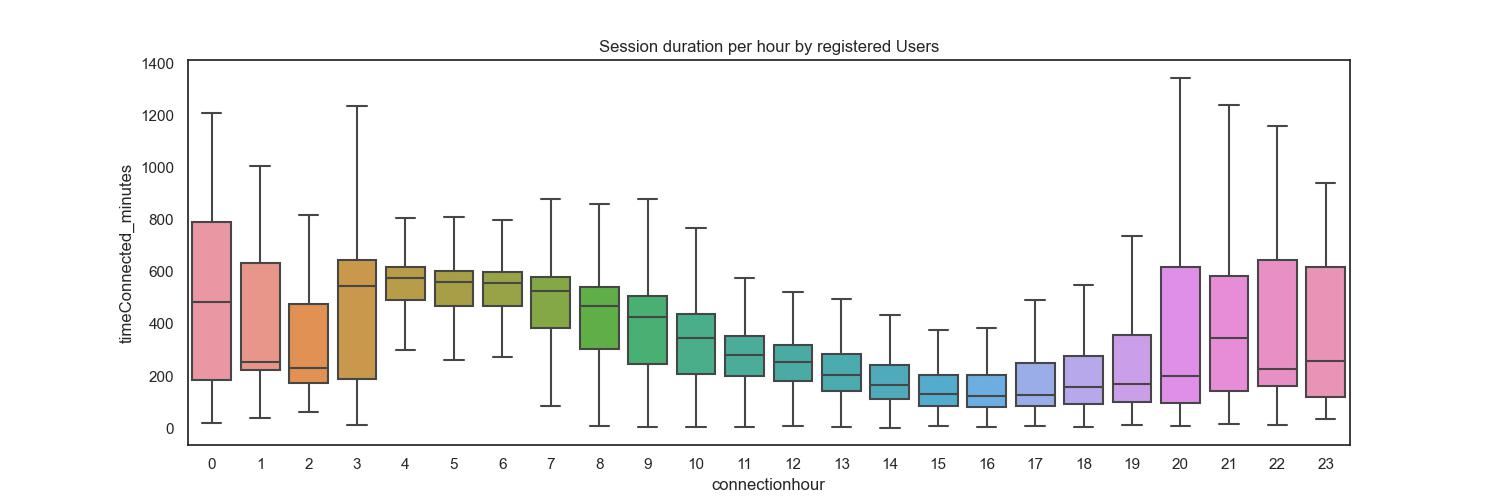 Session duration per hour by registered Users
timeConnected_minutes
1400
1200
1000
800
600
400
200
0
0 1 2 3 4 5 6 7 8 9 10 11 12 13 14 15 16 17 18 19 20 21 22 23
connectionhour